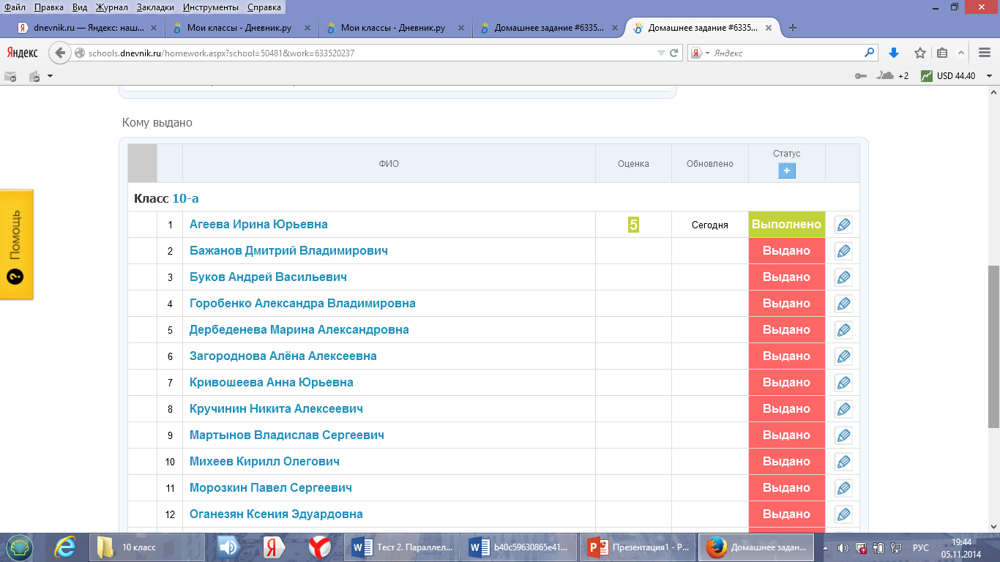 Файл Правка Вид Журнал Закладки Инструменты Справка
dnevnik.ru — Яндекс: наш... Мои классы - Дневник.ру Мои классы - Дневник.ру Домашнее задание #6335... Домашнее задание #6335...
Яндекс schools.dnevnik.ru/homework.aspx?school=50481&work=633520237 Я Яндекс
+2 USD 44.40
Кому выдано
ФИО Оценка Обновлено Статус
+
Класс 10-а
1 Агеева Ирина Юрьевна 5 Сегодня Выполнено
2 Бажанов Дмитрий Владимирович Выдано
3 Буков Андрей Васильевич Выдано
4 Горобенко Александра Владимировна Выдано
5 Дербеденева Марина Александровна Выдано
6 Загороднова Алёна Алексеевна Выдано
7 Кривошеева Анна Юрьевна Выдано
8 Кручинин Никита Алексеевич Выдано
9 Мартынов Владислав Сергеевич Выдано
10 Михеев Кирилл Олегович Выдано
11 Морозкин Павел Сергеевич Выдано
12 Оганезян Ксения Эдуардовна Выдано
Помощь ?
10 класс Тест 2. Параллел... b40c59630865e41... Презентация1 - P... Домашнее задан... РУС 19:44
05.11.2014